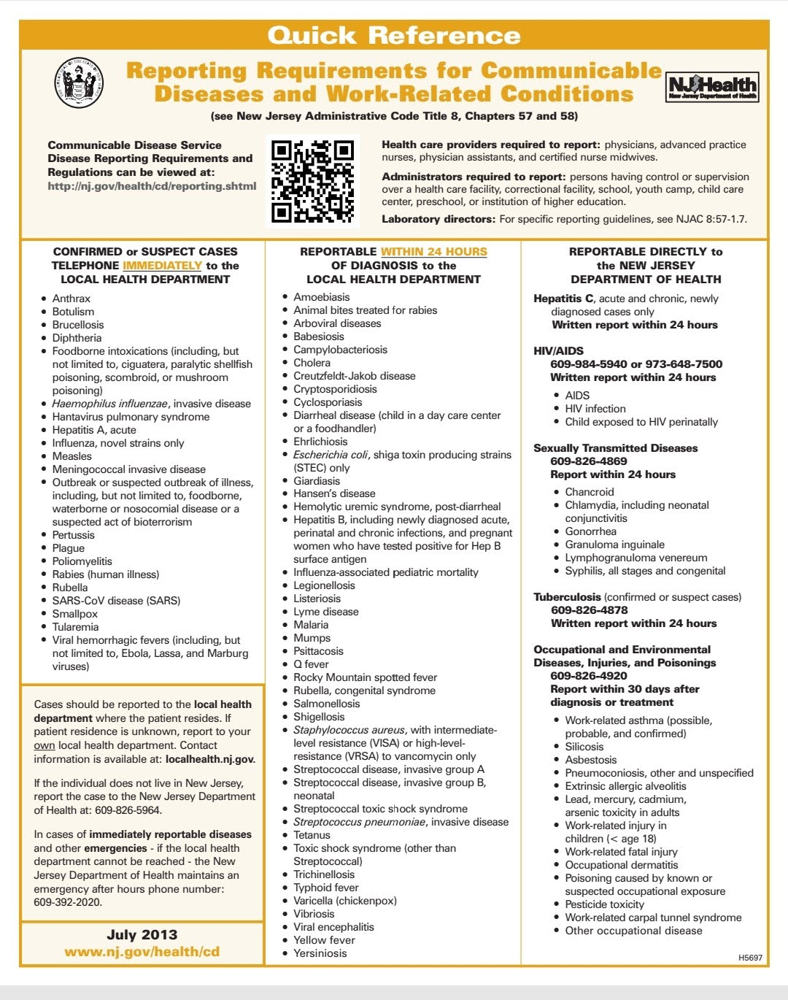 Quick Reference
Reporting Requirements for Communicable
Diseases and Work-Related Conditions
(see New Jersey Administrative Code Title 8, Chapters 57 and 58)
NJ Health
New Jersey Department of Health
Communicable Disease Service
Disease Reporting Requirements and
Regulations can be viewed at:
http://nj.gov/health/cd/reporting.shtml
Health care providers required to report: physicians, advanced practice
nurses, physician assistants, and certified nurse midwives.
Administrators required to report: persons having control or supervision
over a health care facility, correctional facility, school, youth camp, child care
center, preschool, or institution of higher education.
Laboratory directors: For specific reporting guidelines, see NJAC 8:57-1.7.
CONFIRMED or SUSPECT CASES
TELEPHONE IMMEDIATELY to the
LOCAL HEALTH DEPARTMENT
• Anthrax
• Botulism
• Brucellosis
• Diphtheria
• Foodborne intoxications (including, but
not limited to, ciguatera, paralytic shellfish
poisoning, scombroid, or mushroom
poisoning)
• Haemophilus influenzae, invasive disease
• Hantavirus pulmonary syndrome
• Hepatitis A, acute
• Influenza, novel strains only
• Measles
• Meningococcal invasive disease
• Outbreak or suspected outbreak of illness,
including, but not limited to, foodborne,
waterborne or nosocomial disease or a
suspected act of bioterrorism
• Pertussis
• Plague
• Poliomyelitis
• Rabies (human illness)
• Rubella
• SARS-CoV disease (SARS)
• Smallpox
• Tularemia
• Viral hemorrhagic fevers (including, but
not limited to, Ebola, Lassa, and Marburg
viruses)
Cases should be reported to the local health
department where the patient resides. If
patient residence is unknown, report to your
own local health department. Contact
information is available at: localhealth.nj.gov.
If the individual does not live in New Jersey,
report the case to the New Jersey Department
of Health at: 609-826-5964.
In cases of immediately reportable diseases
and other emergencies - if the local health
department cannot be reached - the New
Jersey Department of Health maintains an
emergency after hours phone number:
609-392-2020.
July 2013
www.nj.gov/health/cd
REPORTABLE WITHIN 24 HOURS
OF DIAGNOSIS to the
LOCAL HEALTH DEPARTMENT
• Amoebiasis
• Animal bites treated for rabies
• Arboviral diseases
• Babesiosis
• Campylobacteriosis
• Cholera
• Creutzfeldt-Jakob disease
• Cryptosporidiosis
• Cyclosporiasis
• Diarrheal disease (child in a day care center
or a foodhandler)
• Ehrlichiosis
• Escherichia coli, shiga toxin producing strains
(STEC) only
• Giardiasis
• Hansen's disease
• Hemolytic uremic syndrome, post-diarrheal
• Hepatitis B, including newly diagnosed acute,
perinatal and chronic infections, and pregnant
women who have tested positive for Hep B
surface antigen
• Influenza-associated pediatric mortality
• Legionellosis
• Listeriosis
• Lyme disease
• Malaria
• Mumps
• Psittacosis
• Q fever
• Rocky Mountain spotted fever
• Rubella, congenital syndrome
• Salmonellosis
• Shigellosis
• Staphylococcus aureus, with intermediate-
level resistance (VISA) or high-level-
resistance (VRSA) to vancomycin only
• Streptococcal disease, invasive group A
• Streptococcal disease, invasive group B,
neonatal
• Streptococcal toxic shock syndrome
• Streptococcus pneumoniae, invasive disease
• Tetanus
• Toxic shock syndrome (other than
Streptococcal)
• Trichinellosis
• Typhoid fever
• Varicella (chickenpox)
• Vibriosis
• Viral encephalitis
• Yellow fever
• Yersiniosis
REPORTABLE DIRECTLY to
the NEW JERSEY
DEPARTMENT OF HEALTH
Hepatitis C, acute and chronic, newly
diagnosed cases only
Written report within 24 hours
HIV/AIDS
609-984-5940 or 973-648-7500
Written report within 24 hours
• AIDS
• HIV infection
• Child exposed to HIV perinatally
Sexually Transmitted Diseases
609-826-4869
Report within 24 hours
• Chancroid
• Chlamydia, including neonatal
conjunctivitis
• Gonorrhea
• Granuloma inguinale
• Lymphogranuloma venereum
• Syphilis, all stages and congenital
Tuberculosis (confirmed or suspect cases)
609-826-4878
Written report within 24 hours
Occupational and Environmental
Diseases, Injuries, and Poisonings
609-826-4920
Report within 30 days after
diagnosis or treatment
• Work-related asthma (possible,
probable, and confirmed)
• Silicosis
• Asbestosis
• Pneumoconiosis, other and unspecified
• Extrinsic allergic alveolitis
• Lead, mercury, cadmium,
arsenic toxicity in adults
• Work-related injury in
children (< age 18)
• Work-related fatal injury
• Occupational dermatitis
• Poisoning caused by known or
suspected occupational exposure
• Pesticide toxicity
• Work-related carpal tunnel syndrome
• Other occupational disease
H5697